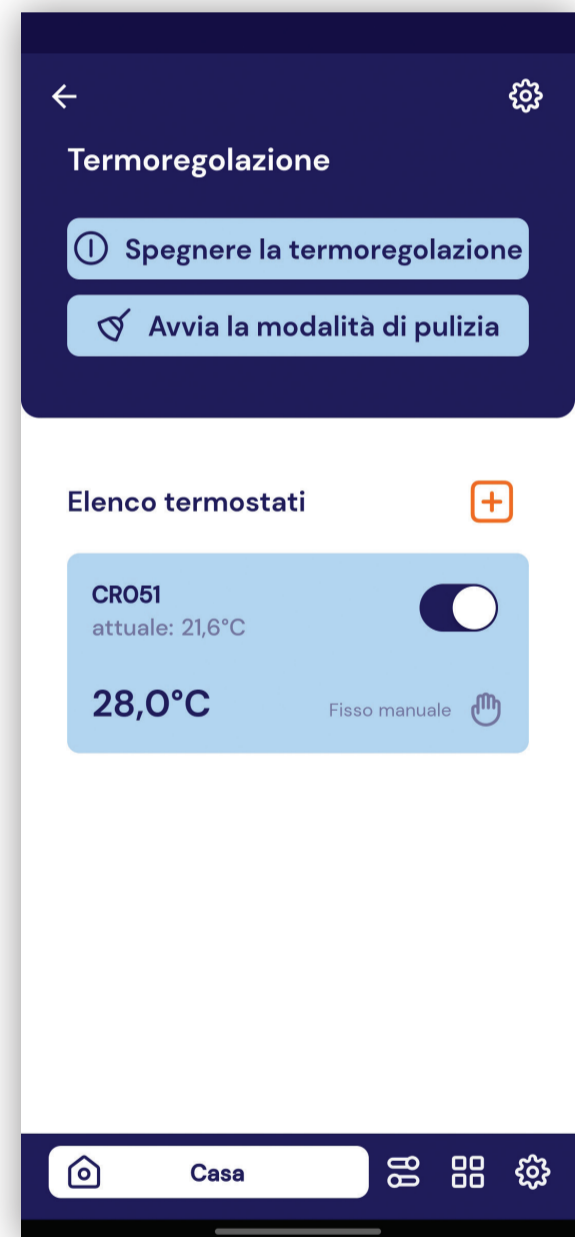 Termoregolazione
Spegnere la termoregolazione
Avvia la modalità di pulizia
Elenco termostati
CR051
attuale: 21,6°C
28,0°C
Fisso manuale
Casa